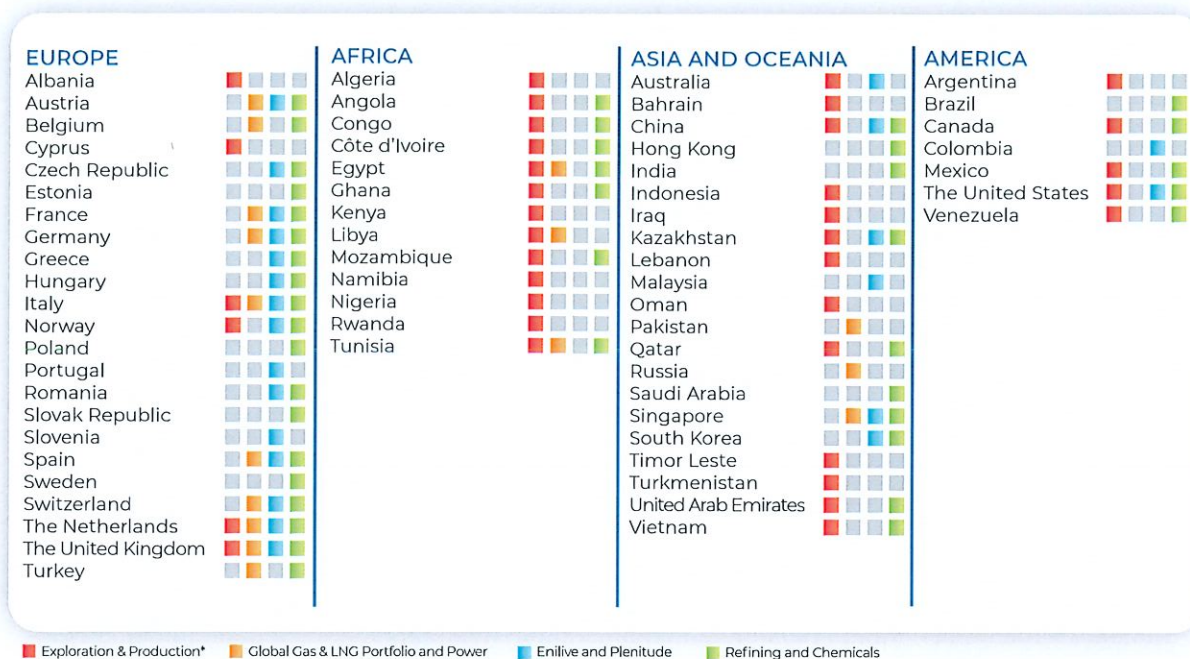 EUROPE
Albania
Austria
Belgium
Cyprus
Czech Republic
Estonia
France
Germany
Greece
Hungary
Italy
Norway
Poland
Portugal
Romania
Slovak Republic
Slovenia
Spain
Sweden
Switzerland
The Netherlands
The United Kingdom
Turkey
AFRICA
Algeria
Angola
Congo
Côte d'Ivoire
Egypt
Ghana
Kenya
Libya
Mozambique
Namibia
Nigeria
Rwanda
Tunisia
ASIA AND OCEANIA
Australia
Bahrain
China
Hong Kong
India
Indonesia
Iraq
Kazakhstan
Lebanon
Malaysia
Oman
Pakistan
Qatar
Russia
Saudi Arabia
Singapore
South Korea
Timor Leste
Turkmenistan
United Arab Emirates
Vietnam
AMERICA
Argentina
Brazil
Canada
Colombia
Mexico
The United States
Venezuela
Exploration & Production* Global Gas & LNG Portfolio and Power Enilive and Plenitude Refining and Chemicals